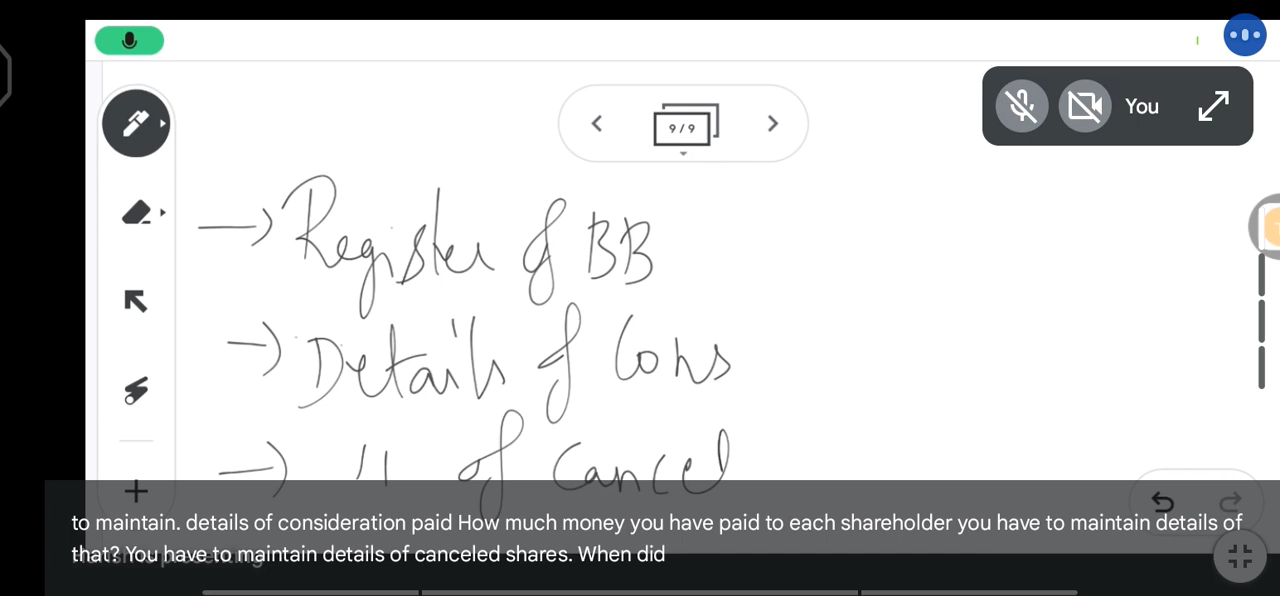 9/9
You
→ Register of BB
→ Details of Cons
→ 11 of Cancel
to maintain. details of consideration paid How much money you have paid to each shareholder you have to maintain details of
that? You have to maintain details of canceled shares. When did